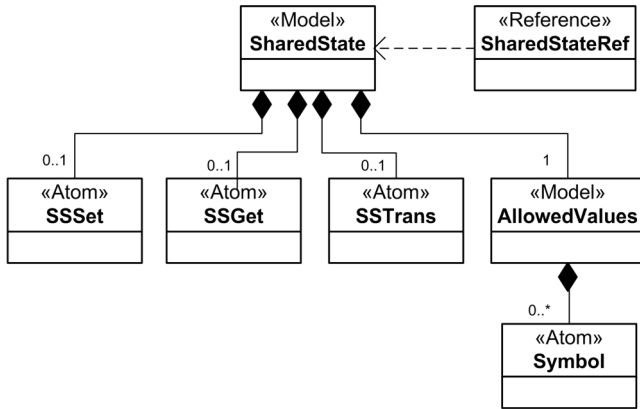 «Model»
SharedState
«Reference»
SharedStateRef
0..1
0..1
0..1
1
«Atom»
SSSet
«Atom»
SSGet
«Atom»
SSTrans
«Model»
AllowedValues
0..*
«Atom»
Symbol